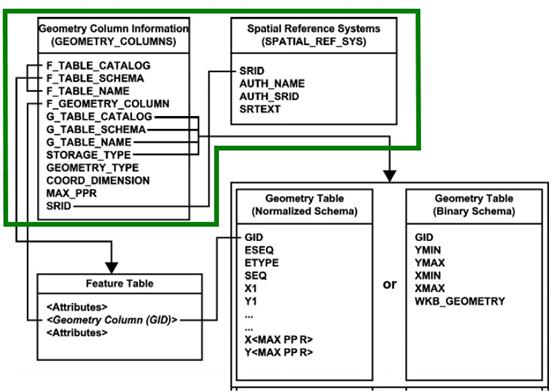 Geometry Column Information
(GEOMETRY_COLUMNS)
F_TABLE_CATALOG
F_TABLE_SCHEMA
F_TABLE_NAME
F_GEOMETRY_COLUMN
G_TABLE_CATALOG
G_TABLE_SCHEMA
G_TABLE_NAME
STORAGE_TYPE
GEOMETRY_TYPE
COORD_DIMENSION
MAX_PPR
SRID
Spatial Reference Systems
(SPATIAL_REF_SYS)
SRID
AUTH_NAME
AUTH_SRID
SRTEXT
Feature Table
<Attributes>
<Geometry Column (GID)>
<Attributes>
Geometry Table
(Normalized Schema)
GID
ESEQ
ETYPE
SEQ
X1
Y1
...
...
X<MAX PP R>
Y<MAX PP R>
or
Geometry Table
(Binary Schema)
GID
YMIN
YMAX
XMIN
XMAX
WKB_GEOMETRY